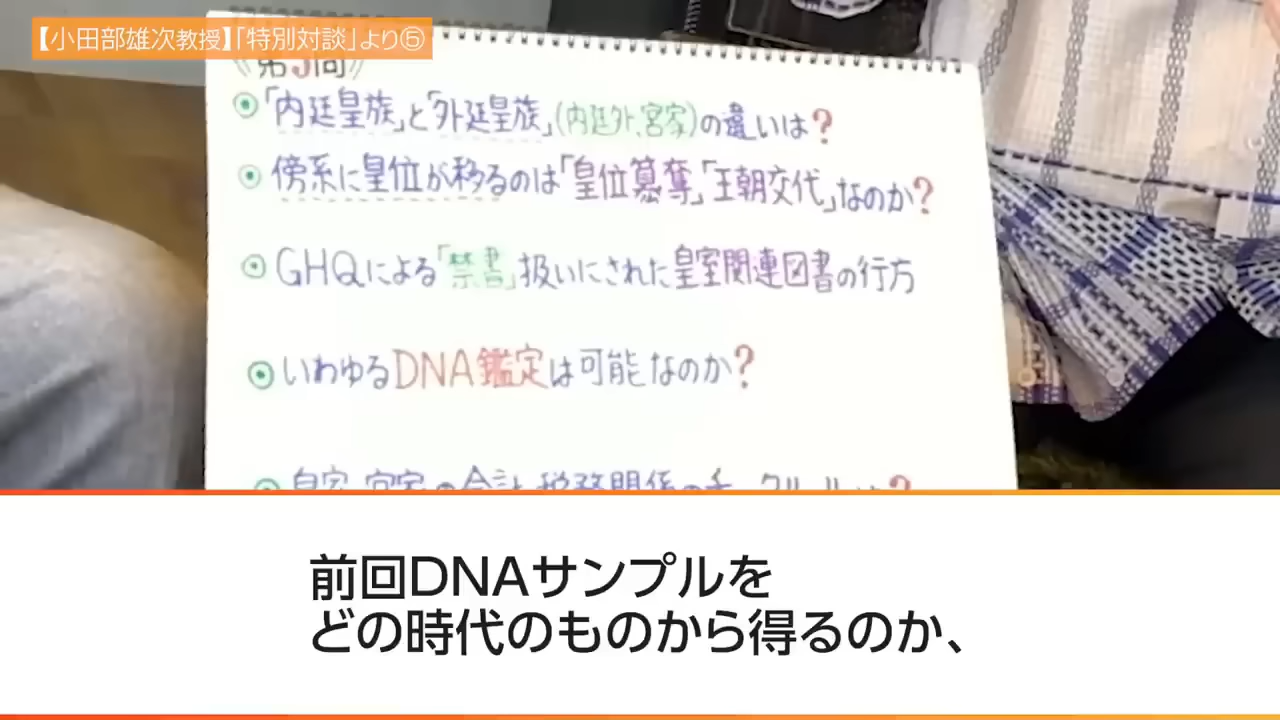 【小田部雄次教授】「特別対談」より⑤
《第3回》
◉「内廷皇族」と「外廷皇族」(内廷外、宮家)の違いは?
◉傍系に皇位が移るのは「皇位簒奪」「王朝交代」なのか?
◉GHQによる「禁書」扱いにされた皇室関連図書の行方
◉いわゆるDNA鑑定は可能なのか?
前回DNAサンプルを
どの時代のものから得るのか、